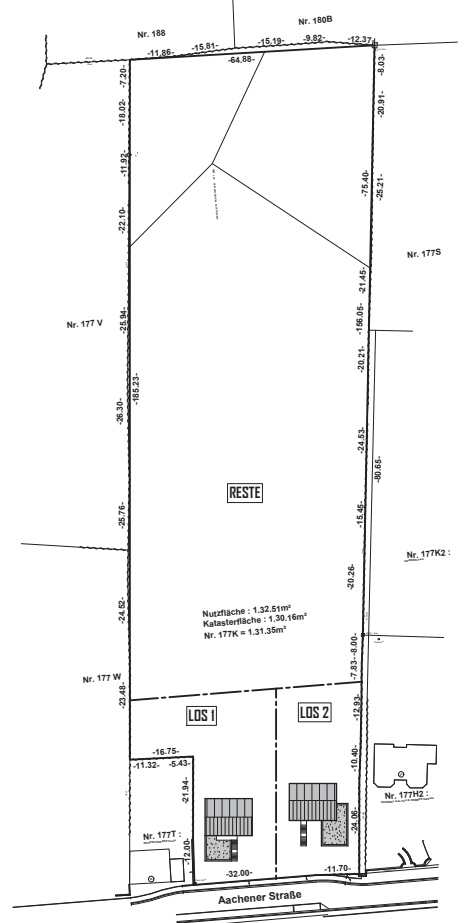 Nr. 188
Nr. 180B
-11.86-
-15.81-
-15.19-
-9.82-
-12.37-
-64.88-
-7.20-
-8.03-
-18.02-
-20.91-
-11.92-
-75.40-
-25.21-
-22.10-
Nr. 177S
-21.45-
Nr. 177 V
-25.94-
-156.05-
-20.21-
-185.23-
-26.30-
-24.53-
-80.65-
RESTE
-25.76-
-15.45-
Nr. 177K2 :
-20.26-
-24.52-
Nutzfläche : 1.32.51m²
Katasterfläche : 1.30.16m²
Nr. 177K = 1.31.35m²
-8.00-
-7.83-
Nr. 177 W
-23.48-
-12.93-
LOS 1
LOS 2
-16.75-
-11.32-
-5.43-
-10.40-
-21.94-
Nr. 177H2 :
-24.06-
Nr. 177T :
-12.00-
-32.00-
-11.70-
Aachener Straße